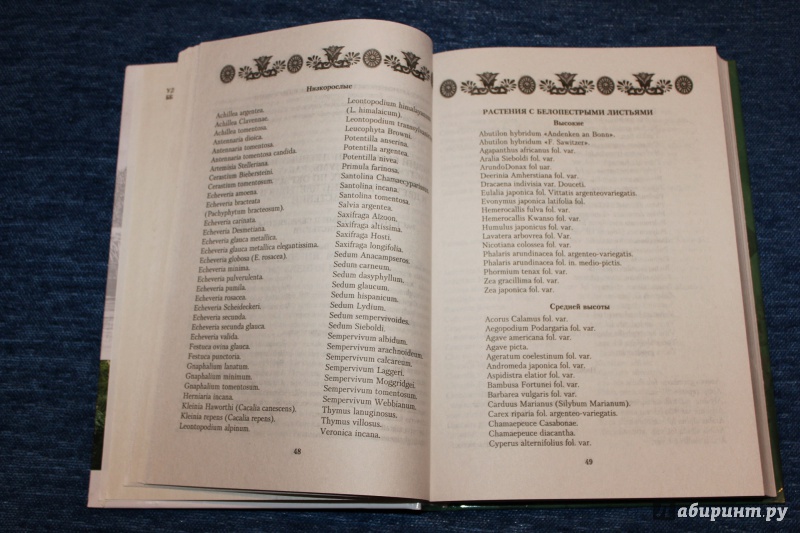 У2
ББ
Низкорослые
Achillea argentea.
Achillea Clavennae.
Achillea tomentosa.
Antennaria dioica.
Antennaria tomentosa.
Antennaria tomentosa candida.
Artemisia Stelleriana.
Cerastium Biebersteini.
Cerastium tomentosum.
Echeveria amoena.
Echeveria bracteata
(Pachyphytum bracteosam).
Echeveria carinata.
Echeveria Desmetiana.
Echeveria glauca metallica.
Echeveria glauca metallica elegantissima.
Echeveria globosa (E. rosacea).
Echeveria minima.
Echeveria pulverulenta.
Echeveria pumila.
Echeveria rosacea.
Echeveria Scheideckeri.
Echeveria secunda.
Echeveria secunda glauca.
Echeveria valida.
Festuca ovina glauca.
Festuca punctoria.
Gnaphalium lanatum.
Gnaphalium minimum.
Gnaphalium tomentosum.
Herniaria incana.
Kleinia Haworthi (Cacalia canescens).
Kleinia repens (Cacalia repens).
Leontopodium alpinum.
Leontopodium himalayanum
(L. himalaicum).
Leontopodium
Leucophyta Browni.
Potentilla anserina.
Potentilla argentea.
Potentilla nivea.
Primula farinosa.
Santolina
Santolina incana.
Santolina tomentosa.
Salvia argentea.
Saxifraga Aizoon.
Saxifraga altissima.
Saxifraga Hosti.
Saxifraga longifolia.
Sedum Anacampseros.
Sedum carneum.
Sedum dasyphyllum.
Sedum glaucum.
Sedum hispanicum.
Sedum Lydium.
Sedum sempervivoides.
Sedum Sieboldi.
Sempervivum albidum.
Sempervivum arachneideum.
Sempervivum calcareum.
Sempervivum Laggeri.
Sempervivum Moggridgei.
Sempervivum tomentosum.
Sempervivum Webbianum.
Thymus lanuginosus.
Thymus villosus.
Veronica incana.
48
РАСТЕНИЯ С БЕЛОПЕСТРЫМИ ЛИСТЬЯМИ
Высокие
Abutilon hybridum «Andenken an Bonn».
Abutilon hybridum «F. Sawitzer».
Agapanthus africanus fol. var.
Aralia Sieboldi fol. var.
ArundoDonax fol var.
Deerinia Amherstiana fol. var.
Dracaena indivisia var. Douceti.
Eulalia japonica fol. var. Vittatis argenteovariegatis.
Evonymus japonica latifolia fol.
Hemerocallis fulva fol. var.
Hemerocallis Kwanso fol. var.
Humulus japonicus fol. var.
Lavatera arbovrea fol. Var.
Nicotiana colossea fol. var.
Phalaris arundinacea fol. argenteo-variegatis.
Phalaris arundinacea fol. in. medio-pictis.
Phormium tenax fol. var.
Zea gracillima fol. var.
Zea japonica fol. var.
Средней высоты
Acorus Calamus fol. var.
Aegopodium Podargaria fol. var.
Agave americana fol. var.
Agave picta.
Ageratum coelestinum fol. var.
Andromeda japonica fol. var.
Aspidistra elatior fol. var.
Bambusa Fortunei fol. var.
Barbarea vulgaris fol. var.
Carduus Marianus (Silybum Marianum).
Carex riparia fol. argenteo-variegatis.
Chamaepeuce Casabonae.
Chamaepeuce diacantha.
Cyperus alternifolius fol. var.
49
Лабиринт.ру